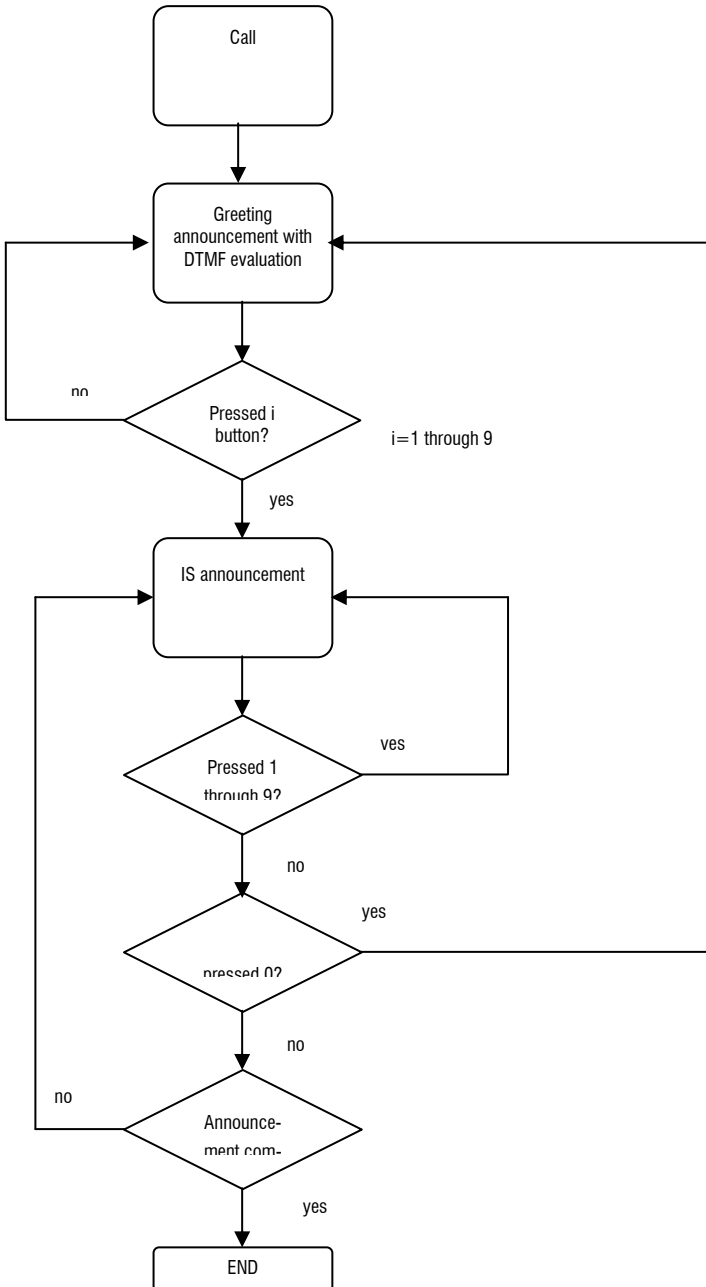 Call
Greeting
announcement with
DTMF evaluation
no
Pressed i
button?
i=1 through 9
yes
IS announcement
Pressed 1
through 9?
yes
no
pressed 0?
yes
no
Announce-
ment com-
no
yes
END